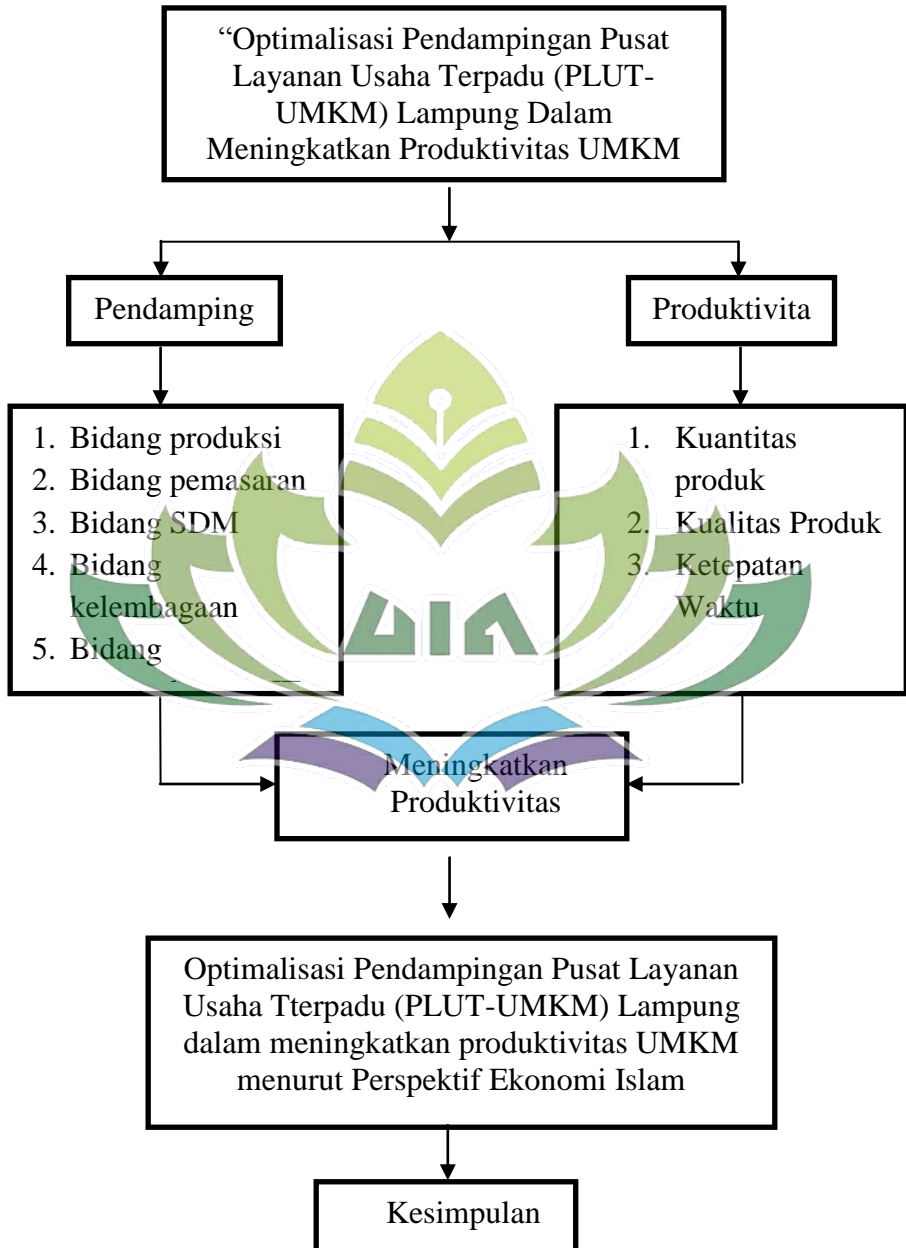 “Optimalisasi Pendampingan Pusat
Layanan Usaha Terpadu (PLUT-
UMKM) Lampung Dalam
Meningkatkan Produktivitas UMKM
Pendamping
Produktivita
1. Bidang produksi
2. Bidang pemasaran
3. Bidang SDM
4. Bidang
kelembagaan
5. Bidang
1. Kuantitas
produk
2. Kualitas Produk
3. Ketepatan
Waktu
UIN
Meningkatkan
Produktivitas
Optimalisasi Pendampingan Pusat Layanan
Usaha Tterpadu (PLUT-UMKM) Lampung
dalam meningkatkan produktivitas UMKM
menurut Perspektif Ekonomi Islam
Kesimpulan